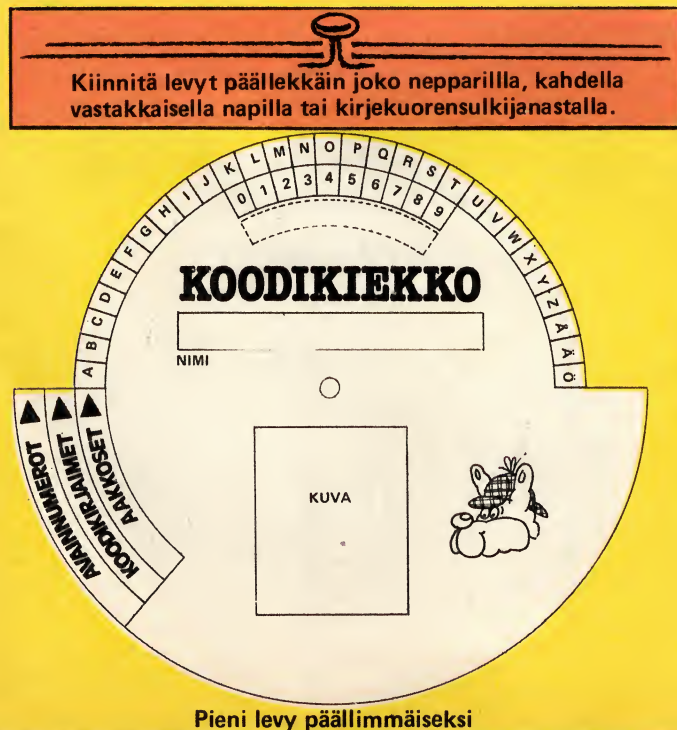 Kiinnitä levyt päällekkäin joko nepparillla, kahdella
vastakkaisella napilla tai kirjekuorensulkijanastalla.
A B C D E F G H I J K L M N O P Q R S T U V W X Y Z Å Ä Ö
0 1 2 3 4 5 6 7 8 9
KOODIKIEKKO
NIMI
AVAINNUMEROT
KOODKIRJAIMET
AAKKOSET
KUVA
Pieni levy päällimmäiseksi